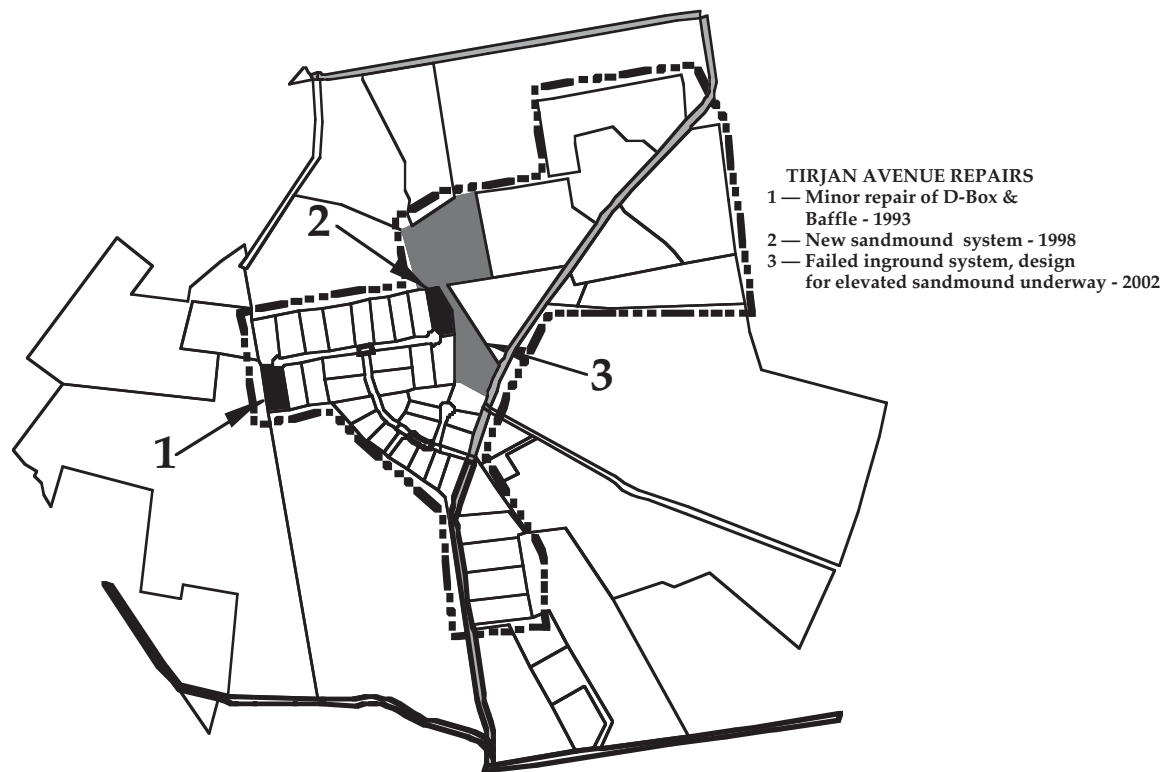 TIRJAN AVENUE REPAIRS
1 — Minor repair of D-Box &
Baffle - 1993
2 — New sandmound system - 1998
3 — Failed inground system, design
for elevated sandmound underway - 2002
2
3
1